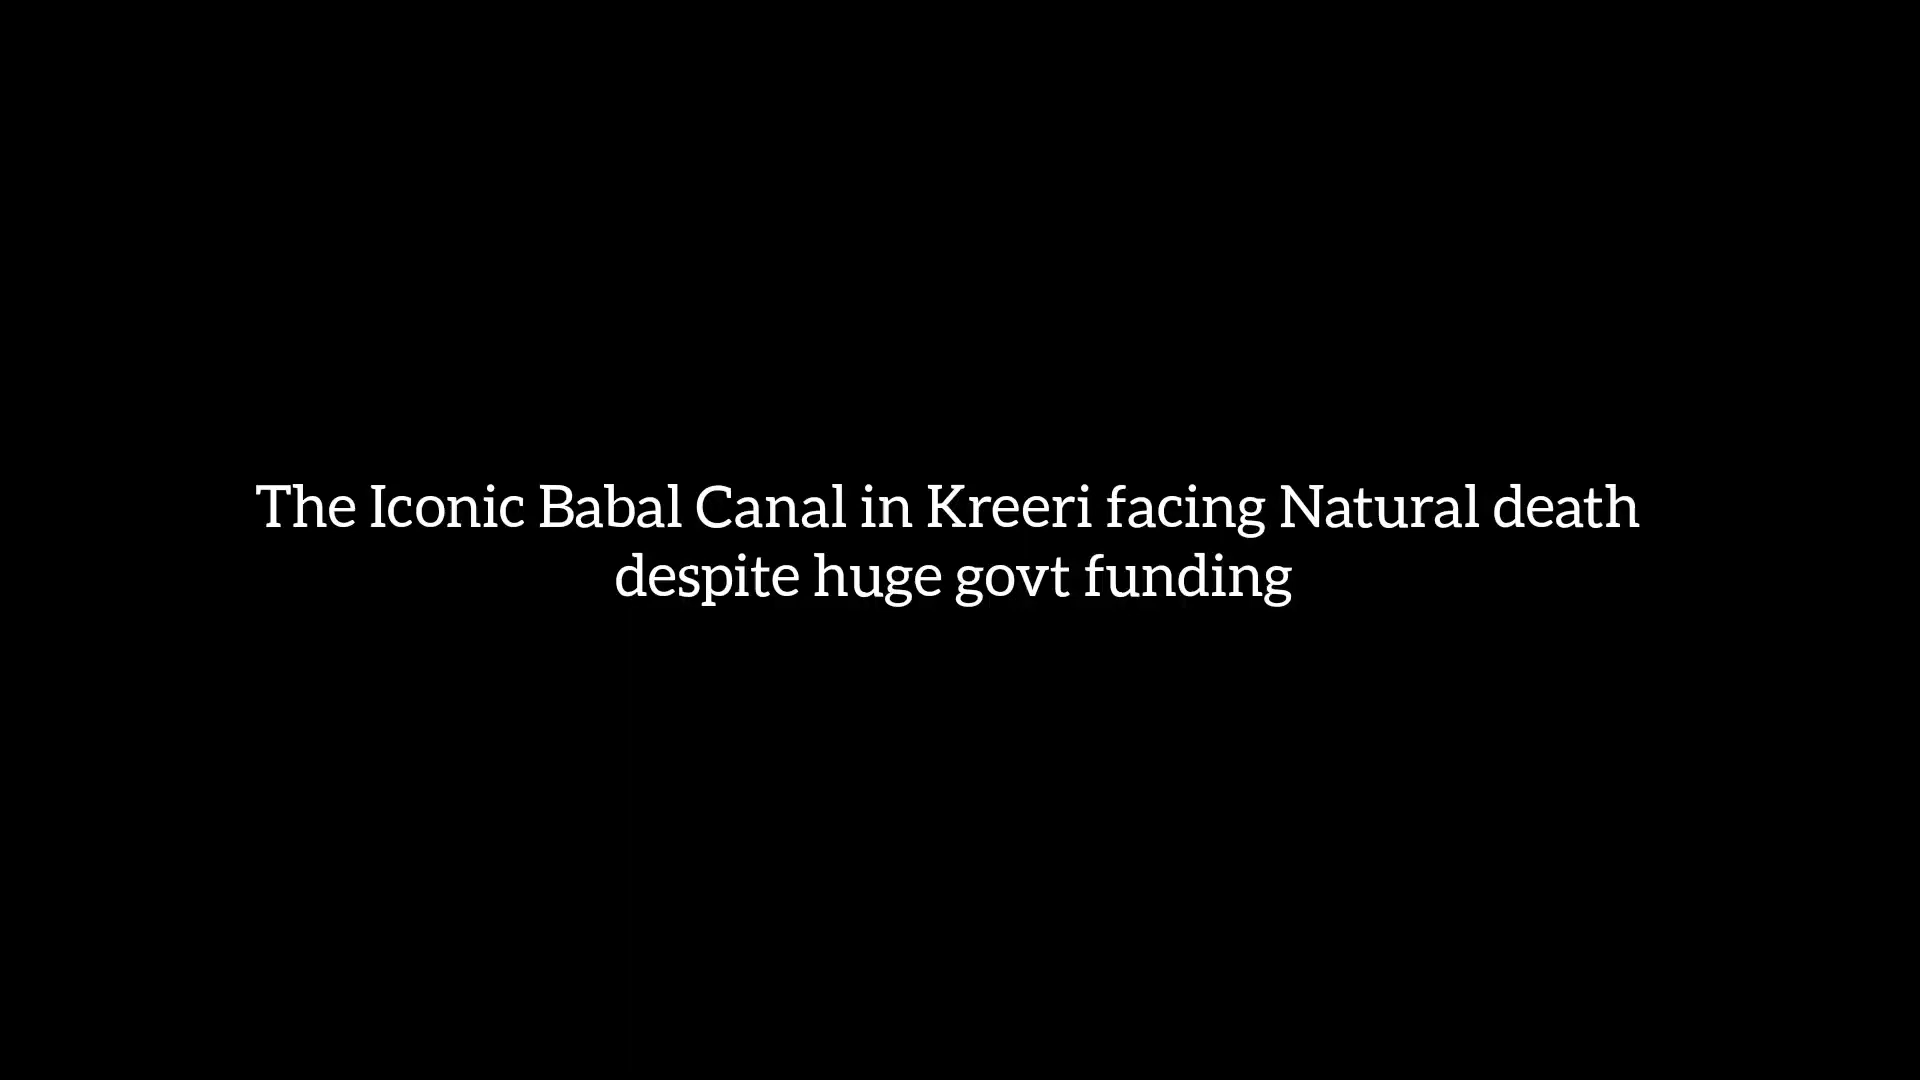 The Iconic Babal Canal in Kreeri facing Natural death
despite huge govt funding